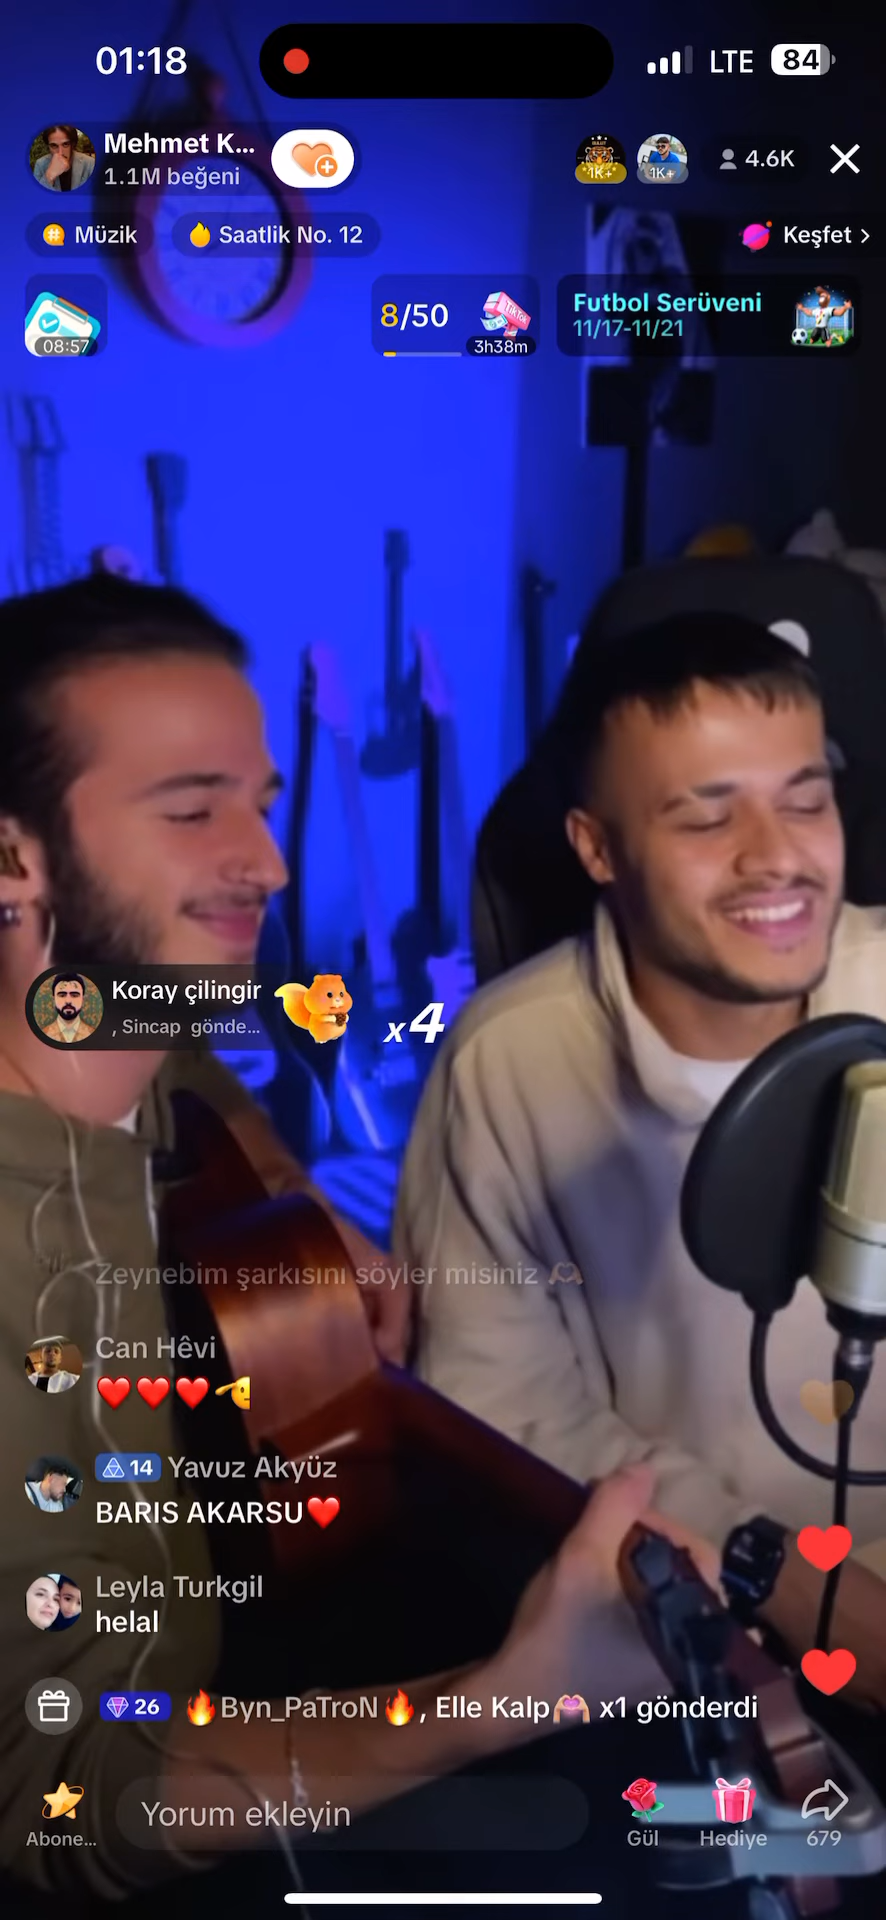 01:18
LTE
84
Mehmet K...
1.1M beğeni
1K+
1K+
4.6K
Müzik
Saatlik No. 12
Keşfet
08:57
8/50
TikTok
3h38m
Futbol Serüveni
11/17-11/21
Koray çilingir
, Sincap gönde...
x4
Zeynebim şarkısını söyler misiniz 🫶🏽
Can Hêvi
❤️❤️❤️🫡
14 Yavuz Akyüz
BARIS AKARSU❤️
Leyla Turkgil
helal
26 🔥Byn_PaTroN🔥, Elle Kalp🫶 x1 gönderdi
Abone...
Yorum ekleyin
Gül
Hediye
679